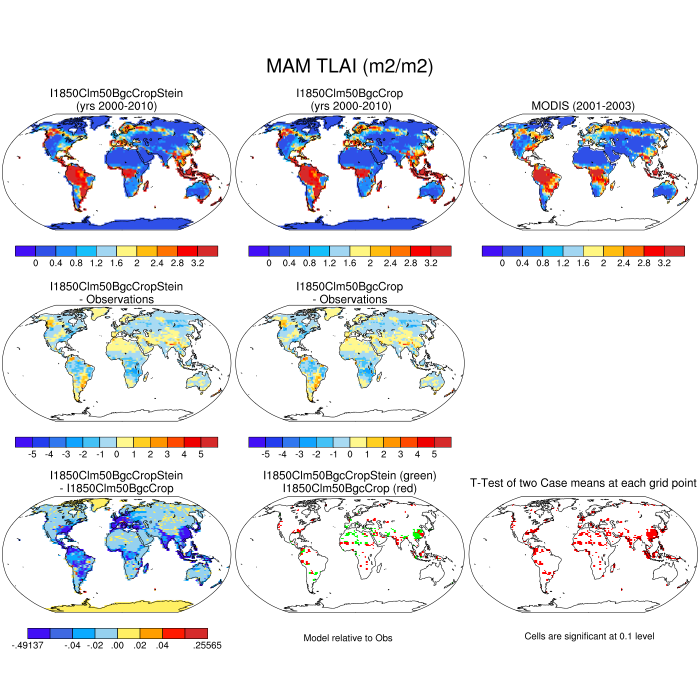 MAM TLAI (m2/m2)
I1850Clm50BgcCropStein
(yrs 2000-2010)
I1850Clm50BgcCrop
(yrs 2000-2010)
MODIS (2001-2003)
0 0.4 0.8 1.2 1.6 2 2.4 2.8 3.2
0 0.4 0.8 1.2 1.6 2 2.4 2.8 3.2
0 0.4 0.8 1.2 1.6 2 2.4 2.8 3.2
I1850Clm50BgcCropStein
- Observations
I1850Clm50BgcCrop
- Observations
-5 -4 -3 -2 -1 0 1 2 3 4 5
-5 -4 -3 -2 -1 0 1 2 3 4 5
I1850Clm50BgcCropStein
- I1850Clm50BgcCrop
I1850Clm50BgcCropStein (green)
I1850Clm50BgcCrop (red)
T-Test of two Case means at each grid point
-.49137 -.04 -.02 .00 .02 .04 .25565
Model relative to Obs
Cells are significant at 0.1 level